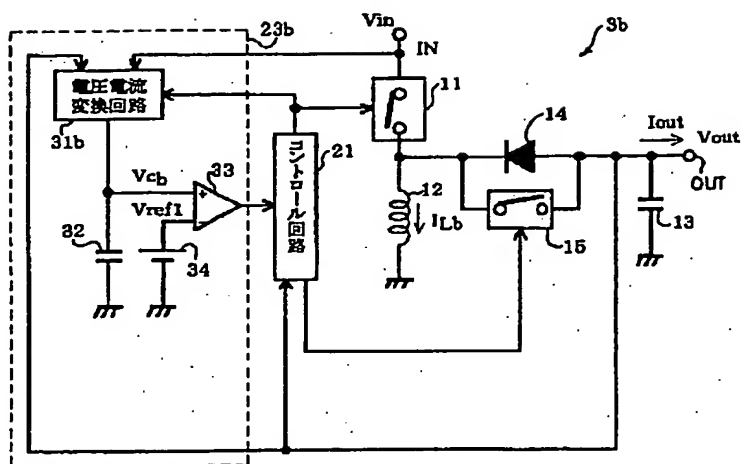 23b
Vin
IN
3b
電圧電流
変換回路
31b
11
14
Iout
Vout
OUT
21
コントロール回路
33
Vcb
Vref1
32
34
12
ILb
15
13